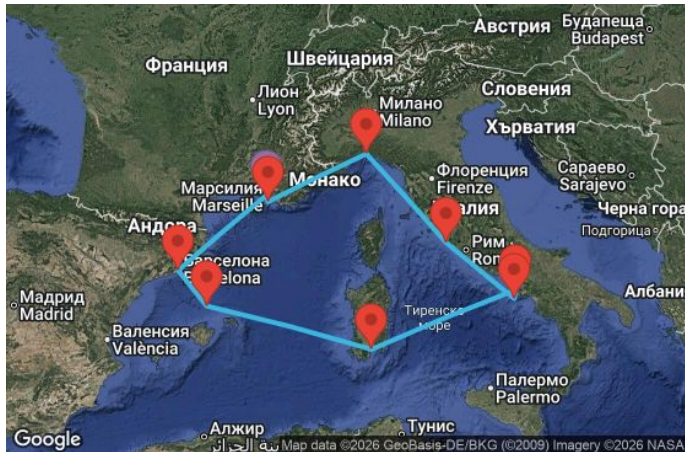 Австрия
Будапеща
Budapest
Швейцария
Франция
Словения
Лион
Lyon
Милано
Milano
Хърватия
Монако
Флоренция
Firenze
Сараево
Sarajevo
Марсилия
Marseille
Андора
Черна гора
Подгорица
Рим
Барселона
Мадрид
Madrid
Албани
Тиренско
море
Валенсия
València
Палермо
Palermo
Алжир
Тунис
Google
Map data ©2026 GeoBasis-DE/BKG (©2009) Imagery ©2026 NASA